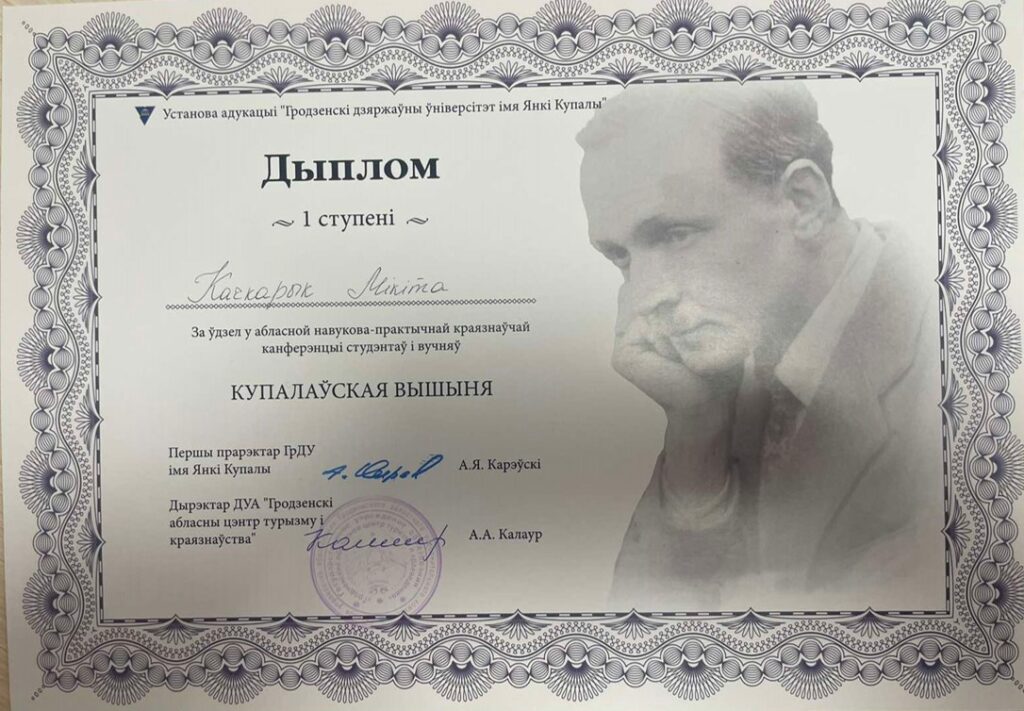 Установа адукацыі "Гродзенскі дзяржаўны ўніверсітэт імя Янкі Купалы"
Дыплом
~ 1 ступені ~
Каскарык Мікіта
За ўдзел у абласной навукова-практычнай краязнаўчай
канферэнцыі студэнтаў і вучняў
КУПАЛАЎСКАЯ ВЫШЫНЯ
Першы прарэктар ГрДУ
імя Янкі Купалы
А.Я. Карэўскі
Дырэктар ДУА "Гродзенскі
абласны цэнтр турызму і
краязнаўства"
А.А. Калаур